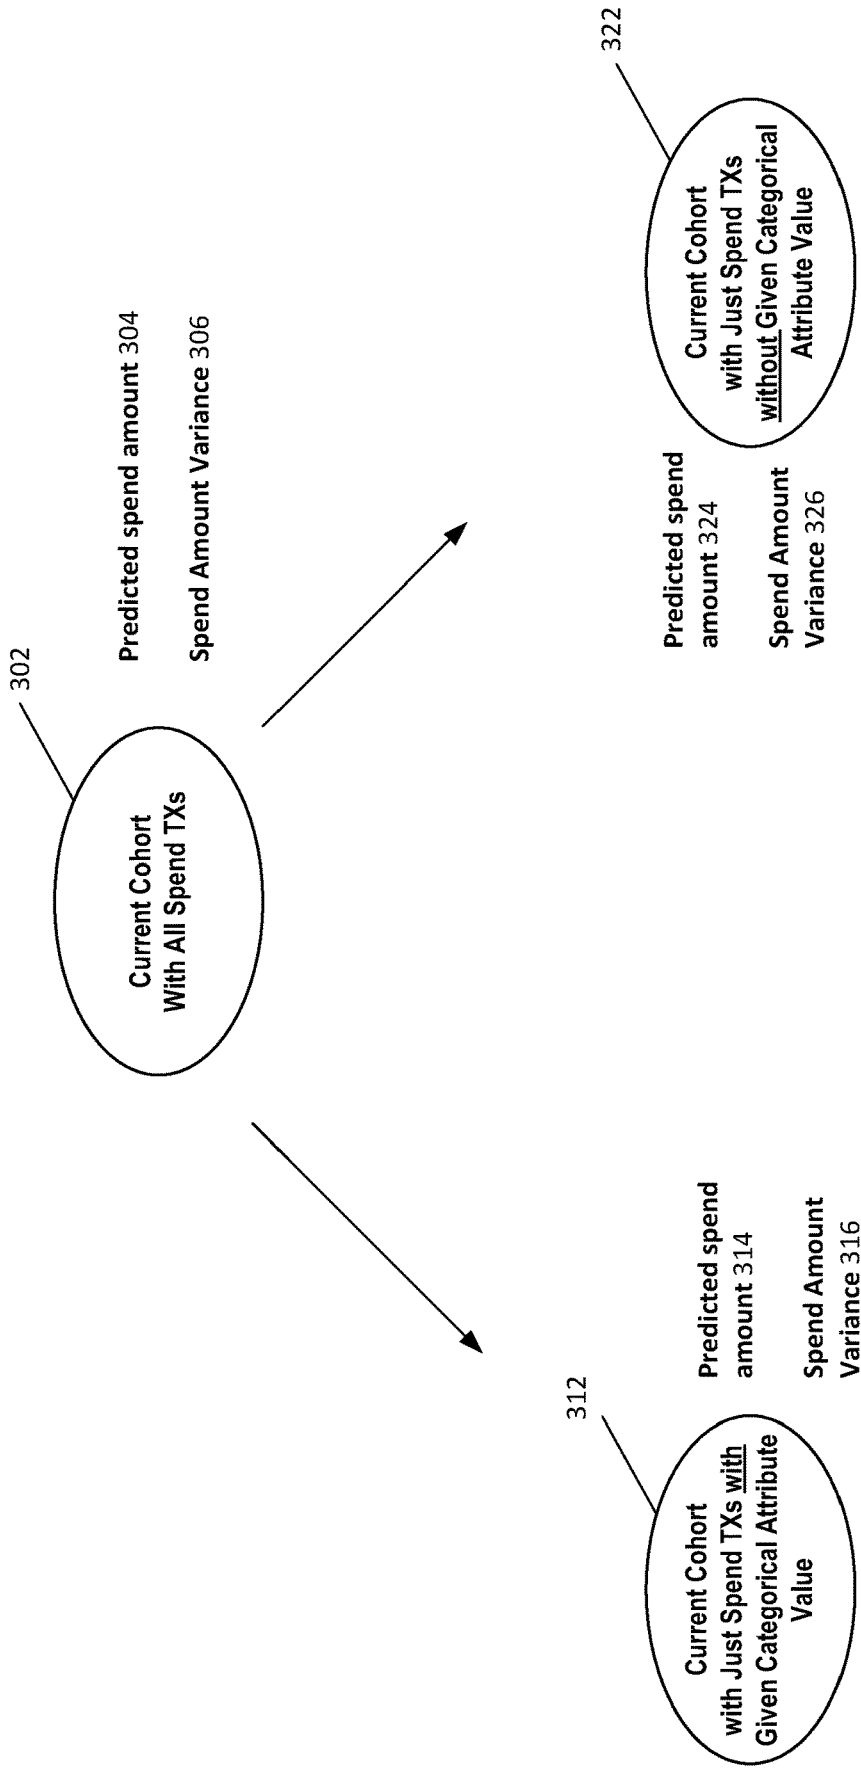 302
Current Cohort
With All Spend TXs
Predicted spend amount 304
Spend Amount Variance 306
312
Current Cohort
with Just Spend TXs with
Given Categorical Attribute
Value
Predicted spend
amount 314
Spend Amount
Variance 316
Predicted spend
amount 324
Spend Amount
Variance 326
322
Current Cohort
with Just Spend TXs
without Given Categorical
Attribute Value